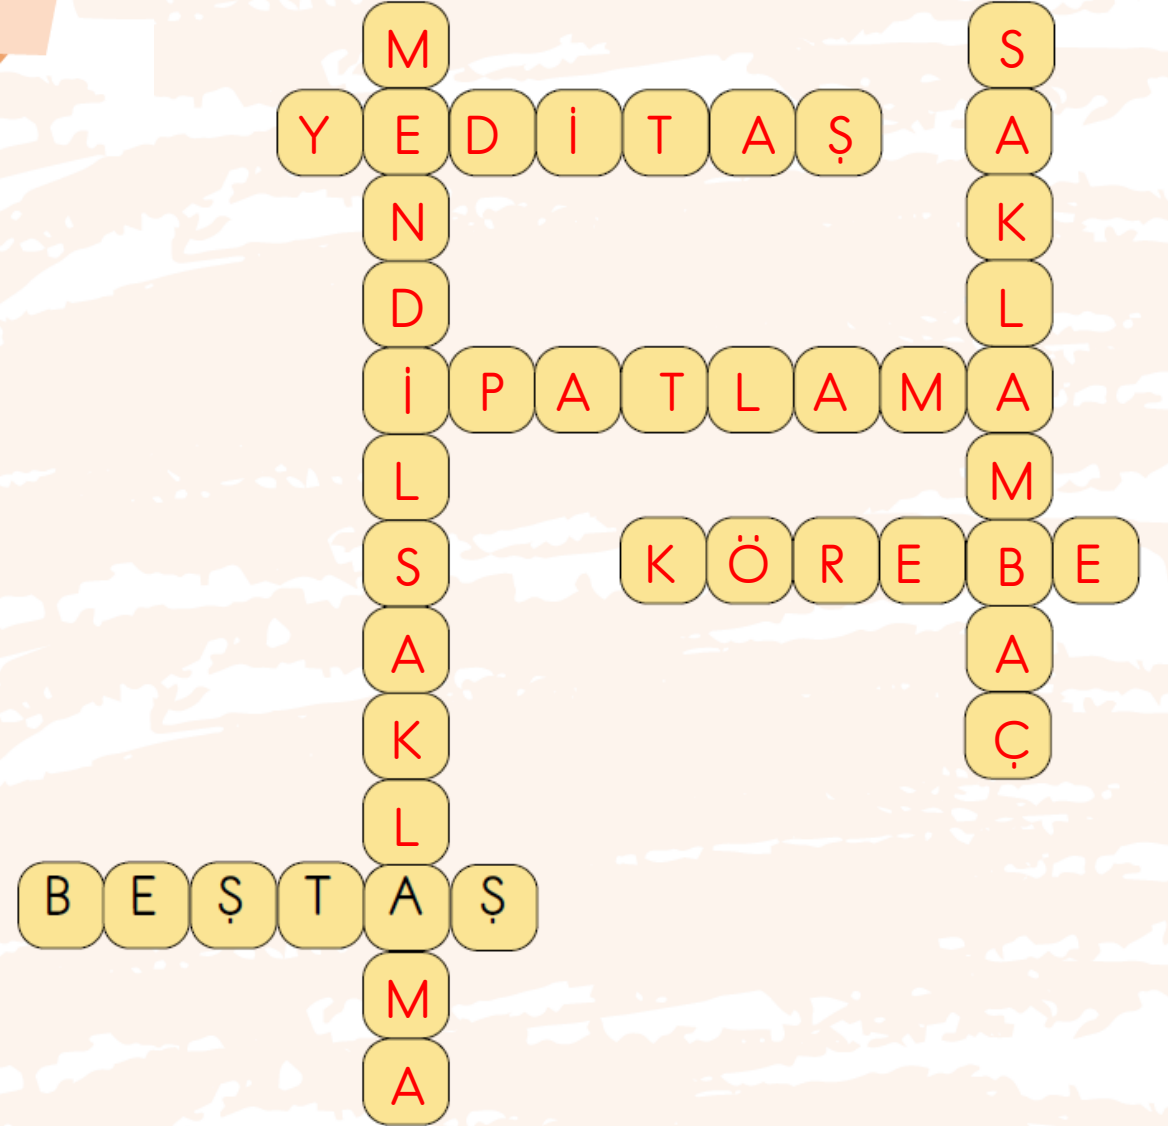 MENDİLSAKLAMA
SAKLAMBAÇ
YEDİTAŞ
İPATLAMA
KÖREBE
BEŞTAŞ